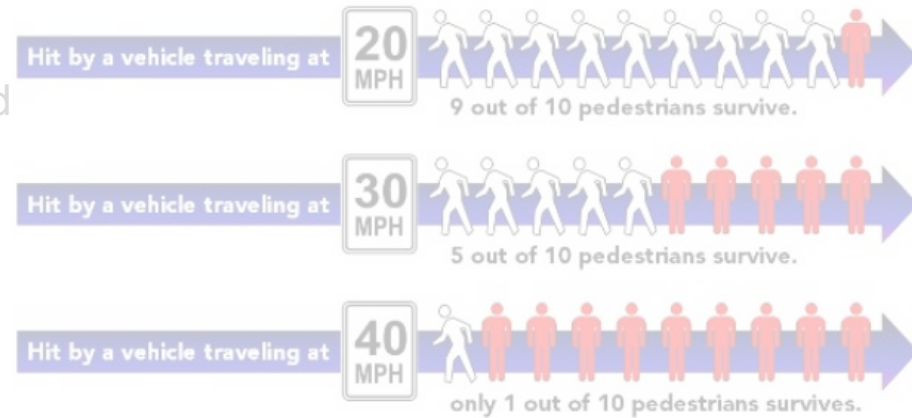 Hit by a vehicle traveling at 20 MPH
9 out of 10 pedestrians survive.
d
Hit by a vehicle traveling at 30 MPH
5 out of 10 pedestrians survive.
Hit by a vehicle traveling at 40 MPH
only 1 out of 10 pedestrians survives.